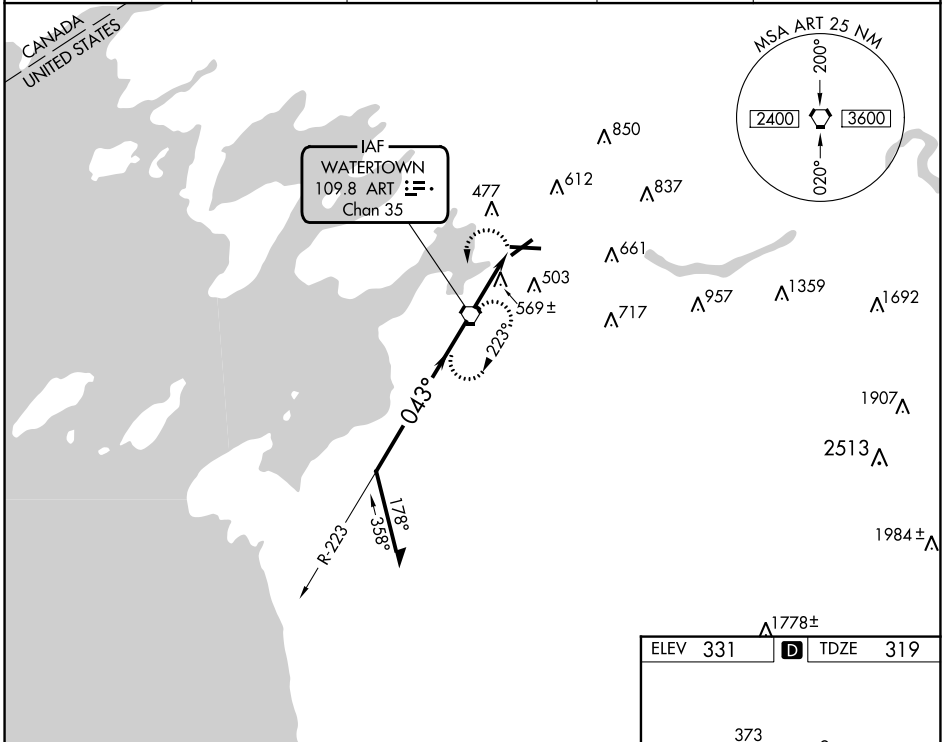 CANADA
UNITED STATES
MSA ART 25 NM
200°
2400
3600
020°
IAF
WATERTOWN
109.8 ART
Chan 35
850
612
837
477
661
503
569±
717
957
1359
1692
223°
043°
1907
2513
178°
358°
R-223
1984±
1778±
ELEV 331
D
TDZE 319
373